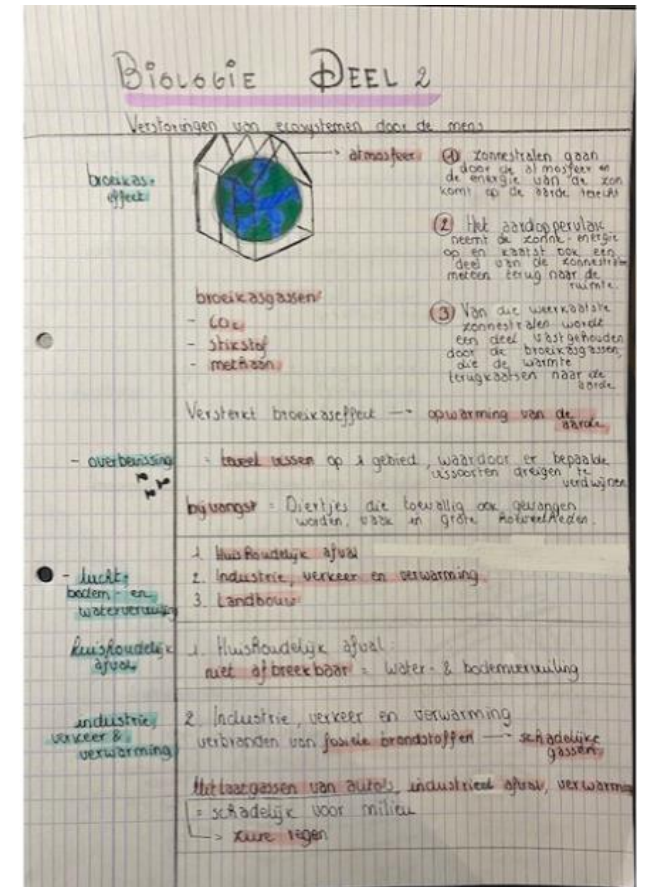 BIOLOGIE DEEL 2
Verstoringen van ecosystemen door de mens
broeikas-
effect
atmosfeer
① zonnestralen gaan
door de atmosfeer en
de energie van de zon
komt op de aarde terecht
② Het aardoppervlak
neemt de zonne-energie
op en kaatst ook een
deel van de zonnestralen
meteen terug naar de
ruimte.
③ Van die weerkaatste
zonnestralen wordt
een deel vastgehouden
door de broeikasgassen,
die de warmte
terugkaatsen naar de
aarde.
broeikasgassen
- CO₂
- stikstof
- methaan
Versterkt broeikaseffect → opwarming van de
aarde
- overbevissing
= teveel vissen op 1 gebied, waardoor er bepaalde
vissoorten dreigen te
verdwijnen
bijvangst = Diertjes die toevallig ook gevangen
worden, vaak in grote hoeveelheden.
- lucht-,
bodem- en
watervervuiling
1. Huishoudelijk afval
2. Industrie, verkeer en verwarming
3. Landbouw
huishoudelijk
afval
1. Huishoudelijk afval:
niet afbreekbaar = water- & bodemvervuiling
industrie,
verkeer &
verwarming
2. Industrie, verkeer en verwarming
verbranden van fossiele brandstoffen → schadelijke
gassen
Uitlaatgassen van auto's, industrieel afval, verwarming
= schadelijk voor milieu
→ zure regen